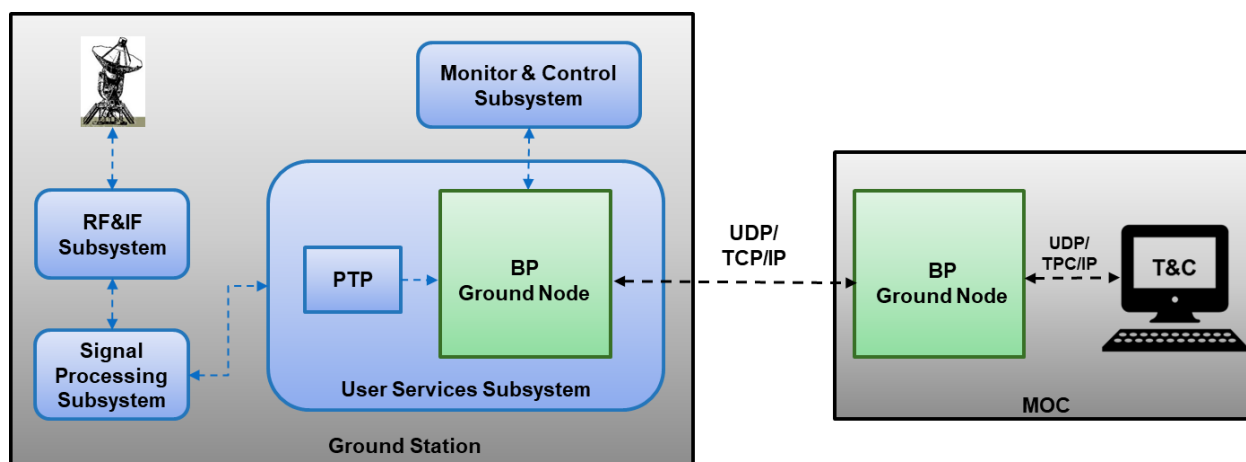 Monitor & Control
Subsystem
RF&IF
Subsystem
PTP
BP
Ground Node
Signal
Processing
Subsystem
User Services Subsystem
Ground Station
UDP/
TCP/IP
BP
Ground Node
UDP/
TPC/IP
T&C
MOC